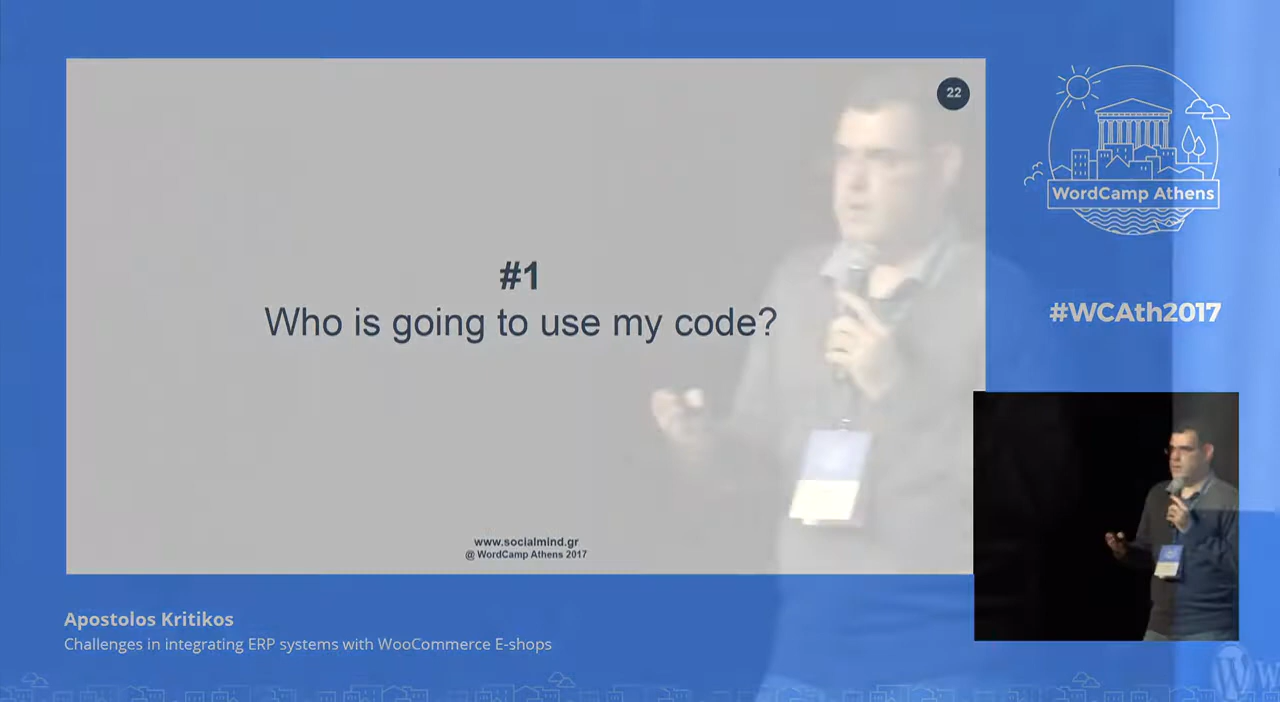 22
#1
Who is going to use my code?
www.socialmind.gr
@ WordCamp Athens 2017
WordCamp Athens
#WCAth2017
Apostolos Kritikos
Challenges in integrating ERP systems with WooCommerce E-shops
W